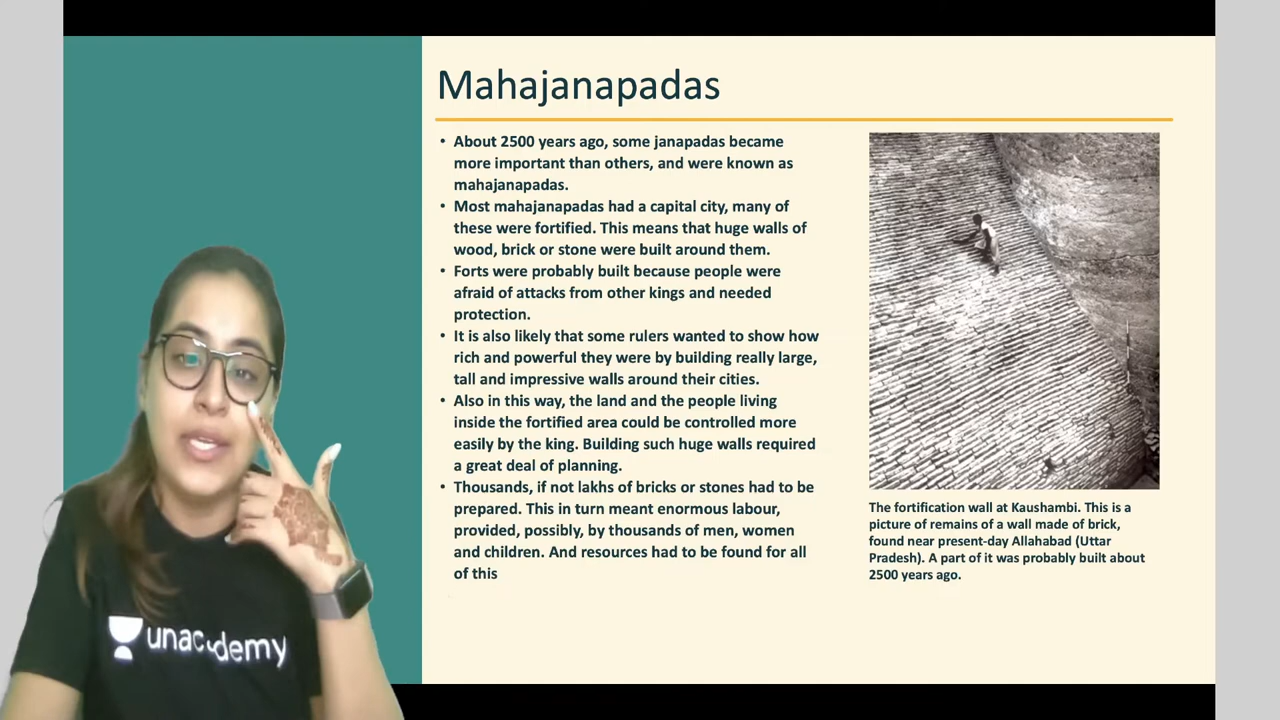 Mahajanapadas
• About 2500 years ago, some janapadas became
more important than others, and were known as
mahajanapadas.
• Most mahajanapadas had a capital city, many of
these were fortified. This means that huge walls of
wood, brick or stone were built around them.
• Forts were probably built because people were
afraid of attacks from other kings and needed
protection.
• It is also likely that some rulers wanted to show how
rich and powerful they were by building really large,
tall and impressive walls around their cities.
• Also in this way, the land and the people living
inside the fortified area could be controlled more
easily by the king. Building such huge walls required
a great deal of planning.
• Thousands, if not lakhs of bricks or stones had to be
prepared. This in turn meant enormous labour,
provided, possibly, by thousands of men, women
and children. And resources had to be found for all
of this
The fortification wall at Kaushambi. This is a
picture of remains of a wall made of brick,
found near present-day Allahabad (Uttar
Pradesh). A part of it was probably built about
2500 years ago.
unacademy